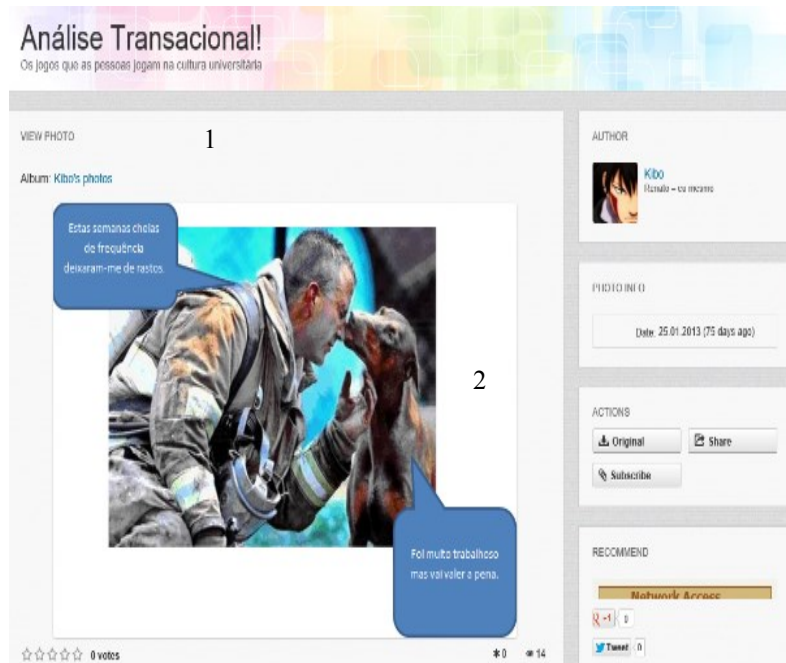 Análise Transacional!
Os jogos que as pessoas jogam na cultura universitária
VIEW PHOTO
1
Album: Kibo's photos
Estas semanas cheias
de frequência
deixaram-me de rastos.
2
Foi muito trabalhoso
mas vai valer a pena.
0 votes
0
14
AUTHOR
Kibo
Renato – eu mesmo
PHOTO INFO
Date: 25.01.2013 (75 days ago)
ACTIONS
Original Share
Subscribe
RECOMMEND
Network Access
0
Tweet 0